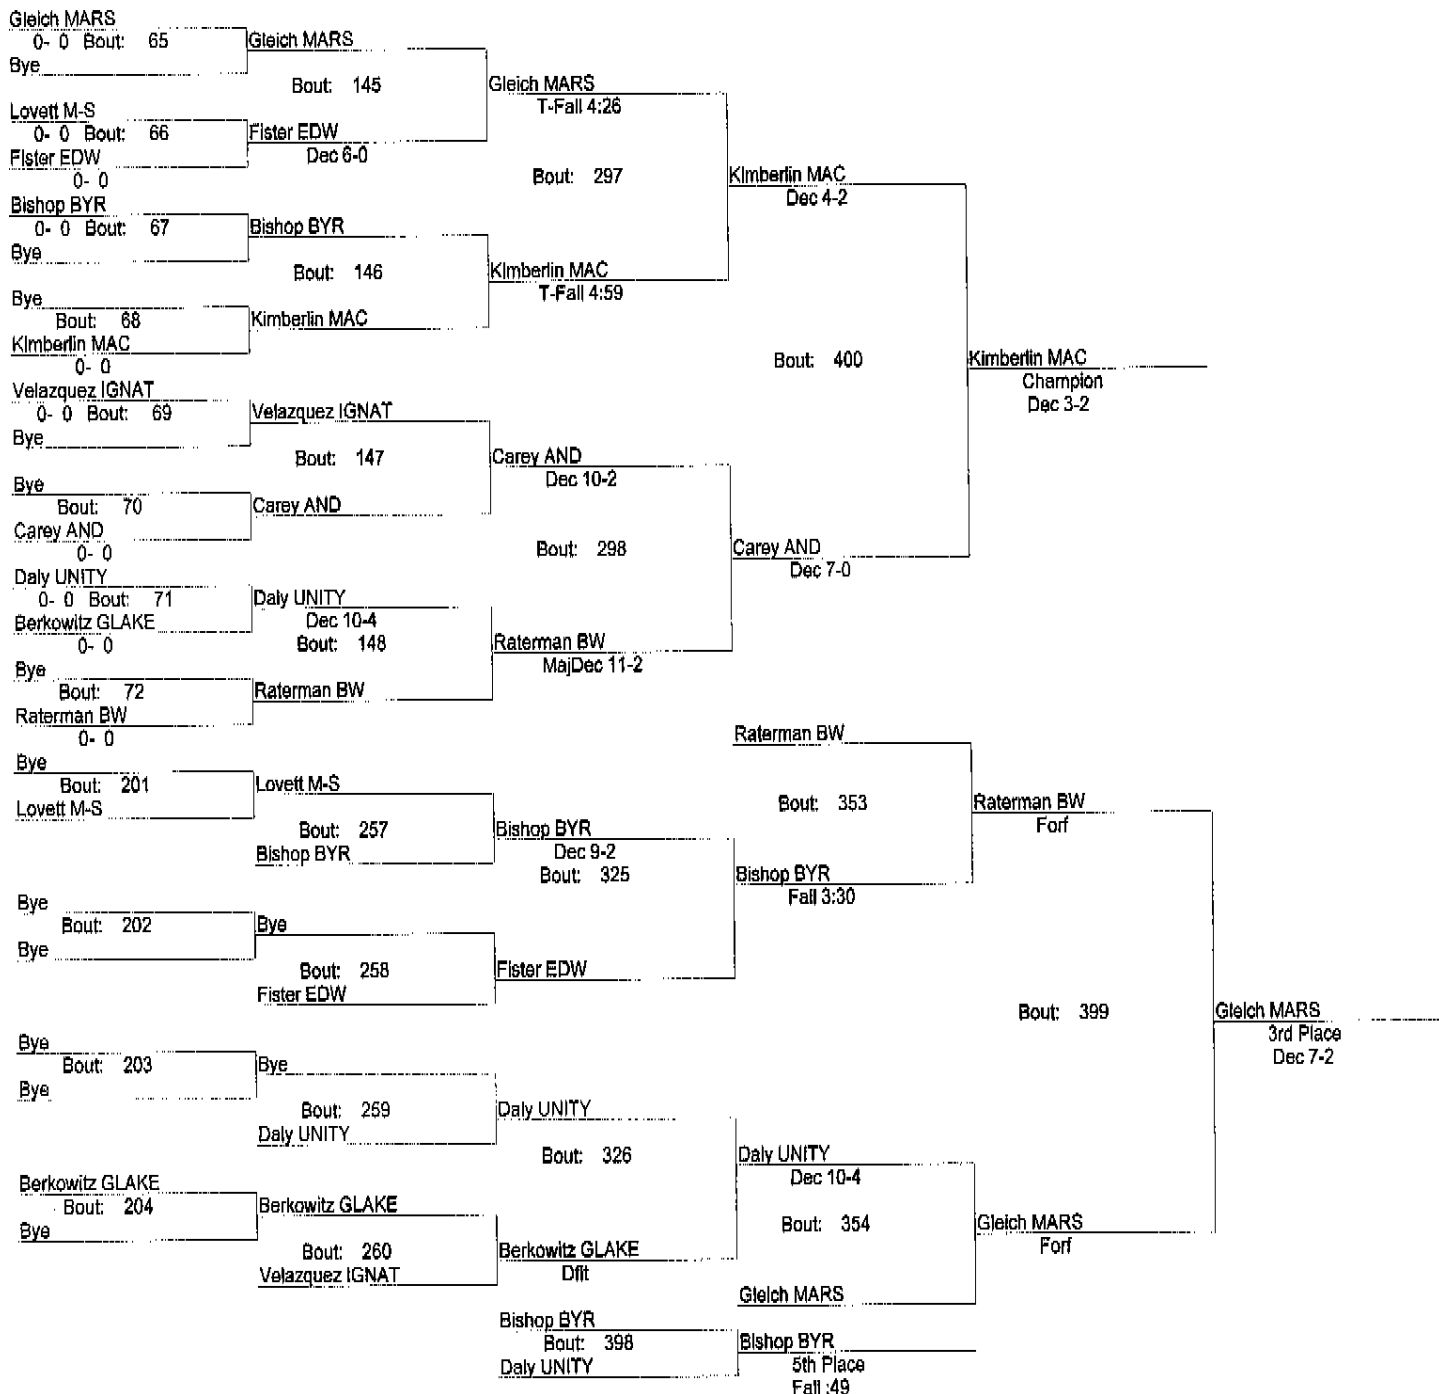 Gleich MARS
0- 0 Bout: 65
Bye
Gleich MARS
Bout: 145
Lovett M-S
0- 0 Bout: 66
Fister EDW
0- 0
Fister EDW
Dec 6-0
Gleich MARS
T-Fall 4:26
Bout: 297
Bishop BYR
0- 0 Bout: 67
Bye
Bishop BYR
Bout: 146
Bye
Bout: 68
Kimberlin MAC
0- 0
Kimberlin MAC
Kimberlin MAC
T-Fall 4:59
Kimberlin MAC
Dec 4-2
Bout: 400
Kimberlin MAC
Champion
Dec 3-2
Velazquez IGNAT
0- 0 Bout: 69
Bye
Velazquez IGNAT
Bout: 147
Bye
Bout: 70
Carey AND
0- 0
Carey AND
Carey AND
Dec 10-2
Bout: 298
Carey AND
Dec 7-0
Daly UNITY
0- 0 Bout: 71
Berkowitz GLAKE
0- 0
Daly UNITY
Dec 10-4
Bout: 148
Bye
Bout: 72
Raterman BW
0- 0
Raterman BW
Raterman BW
MajDec 11-2
Raterman BW
Bout: 353
Raterman BW
Forf
Bye
Bout: 201
Lovett M-S
Lovett M-S
Bout: 257
Bishop BYR
Bishop BYR
Dec 9-2
Bout: 325
Bishop BYR
Fall 3:30
Bye
Bout: 202
Bye
Bye
Bout: 258
Fister EDW
Fister EDW
Bout: 399
Gleich MARS
3rd Place
Dec 7-2
Bye
Bout: 203
Bye
Bye
Bout: 259
Daly UNITY
Daly UNITY
Bout: 326
Daly UNITY
Dec 10-4
Bout: 354
Gleich MARS
Forf
Berkowitz GLAKE
Bout: 204
Bye
Berkowitz GLAKE
Bout: 260
Velazquez IGNAT
Berkowitz GLAKE
Dflt
Gleich MARS
Bishop BYR
Bout: 398
Daly UNITY
Bishop BYR
5th Place
Fall :49